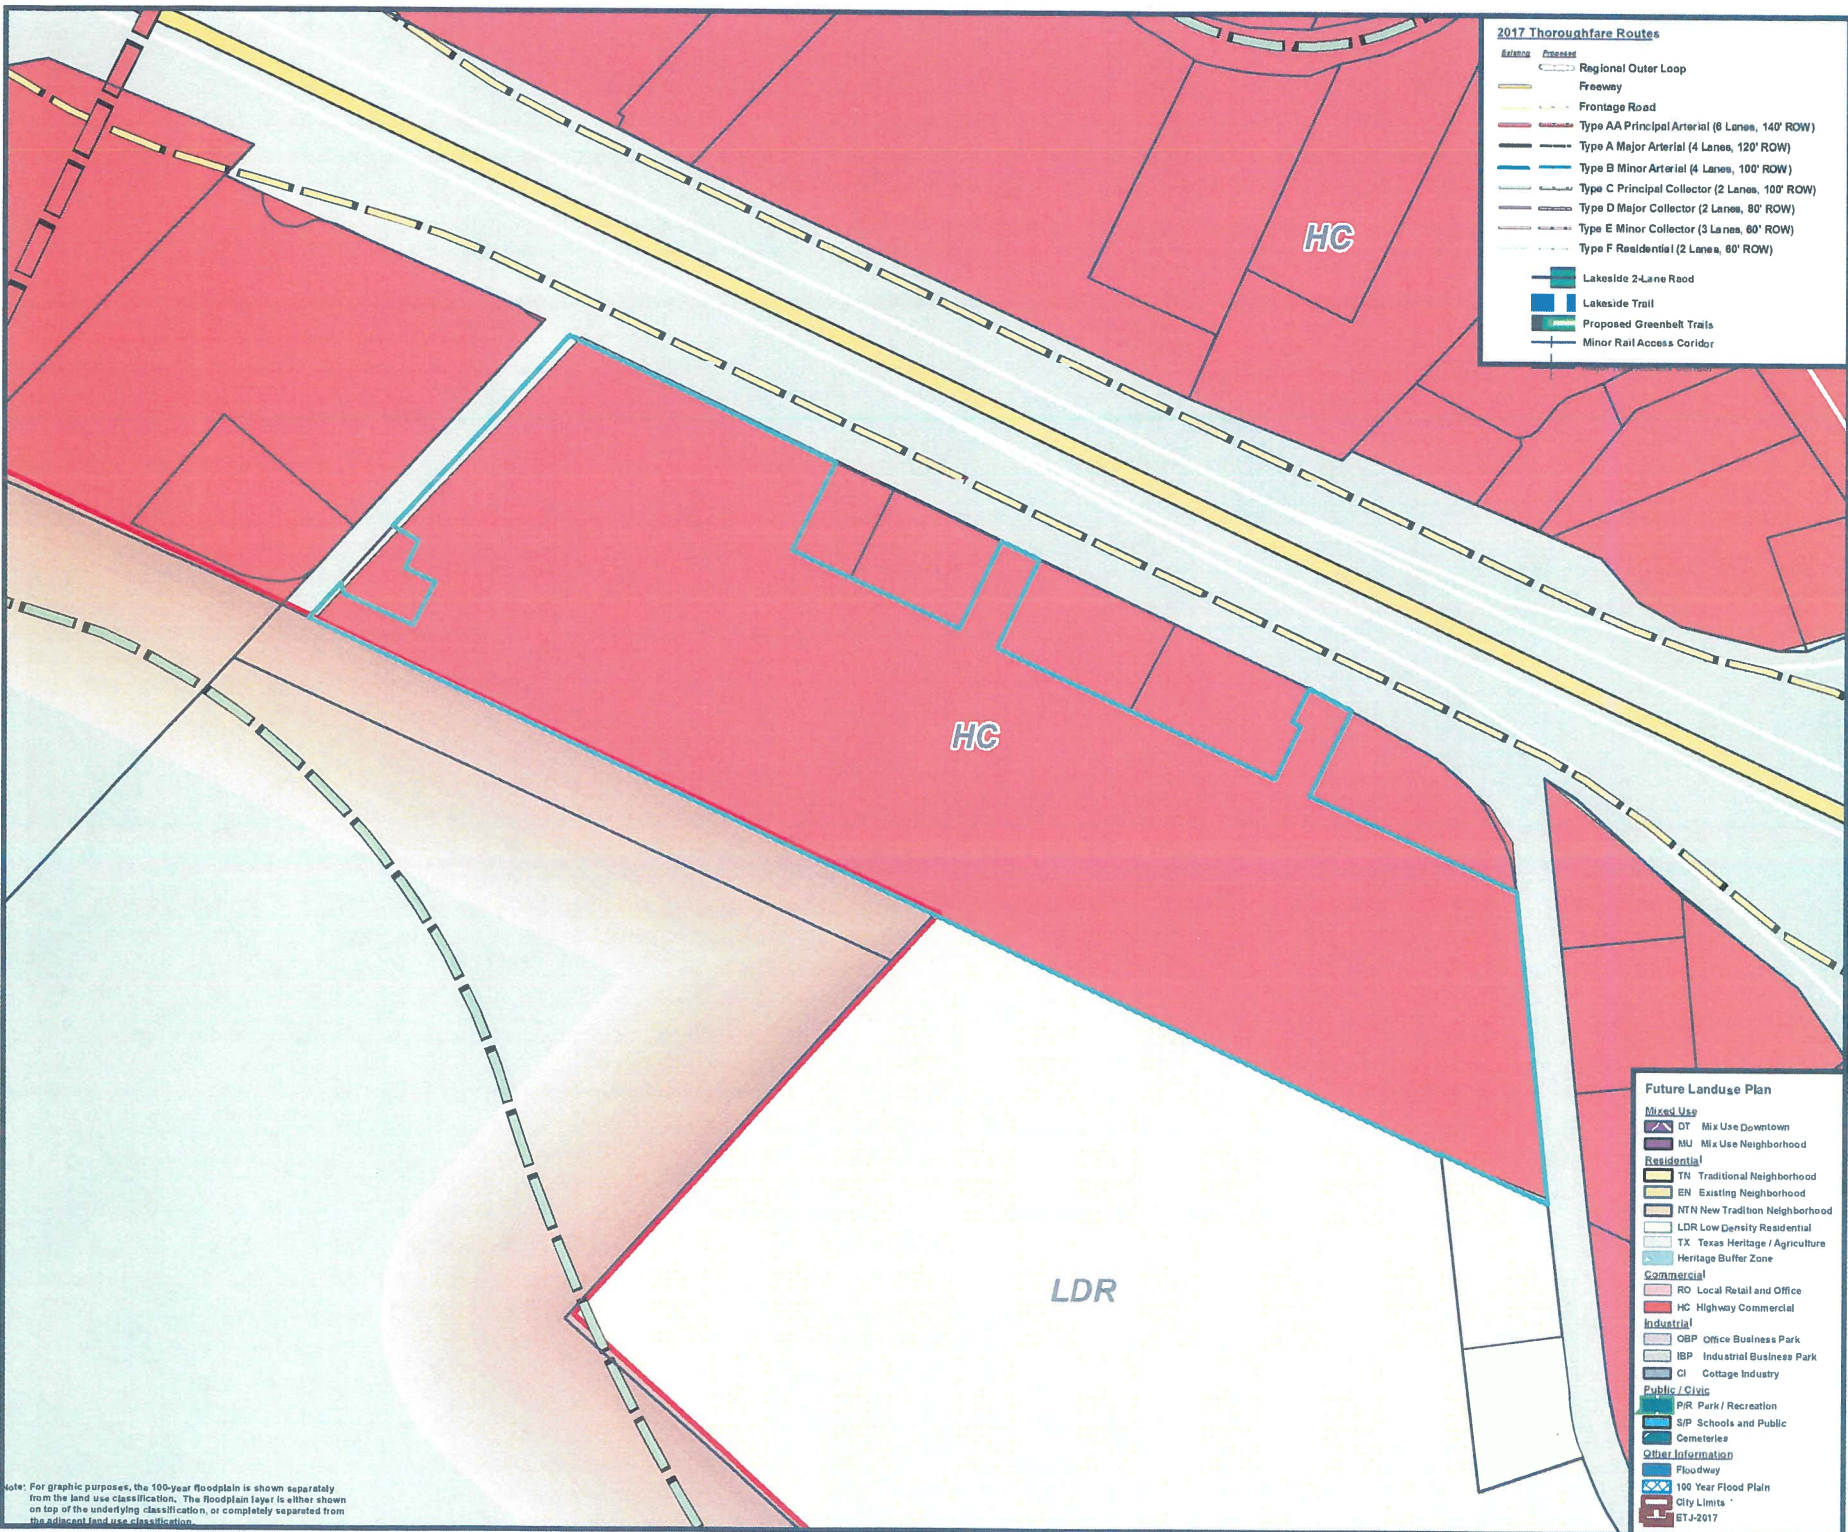 2017 Thoroughfare Routes
Existing Proposed
Regional Outer Loop
Freeway
Frontage Road
Type AA Principal Arterial (6 Lanes, 140' ROW)
Type A Major Arterial (4 Lanes, 120' ROW)
Type B Minor Arterial (4 Lanes, 100' ROW)
Type C Principal Collector (2 Lanes, 100' ROW)
Type D Major Collector (2 Lanes, 80' ROW)
Type E Minor Collector (3 Lanes, 60' ROW)
Type F Residential (2 Lanes, 60' ROW)
Lakeside 2-Lane Road
Lakeside Trail
Proposed Greenbelt Trails
Minor Rail Access Coridor
HC
HC
LDR
Future Landuse Plan
Mixed Use
DT Mix Use Downtown
MU Mix Use Neighborhood
Residential
TN Traditional Neighborhood
EN Existing Neighborhood
NTN New Tradition Neighborhood
LDR Low Density Residential
TX Texas Heritage / Agriculture
Heritage Buffer Zone
Commercial
RO Local Retail and Office
HC Highway Commercial
Industrial
OBP Office Business Park
IBP Industrial Business Park
CI Cottage Industry
Public / Civic
P/R Park / Recreation
S/P Schools and Public
Cemeteries
Other Information
Floodway
100 Year Flood Plain
City Limits
ETJ-2017
Note: For graphic purposes, the 100-year floodplain is shown separately
from the land use classification. The floodplain layer is either shown
on top of the underlying classification, or completely separated from
the adjacent land use classification.